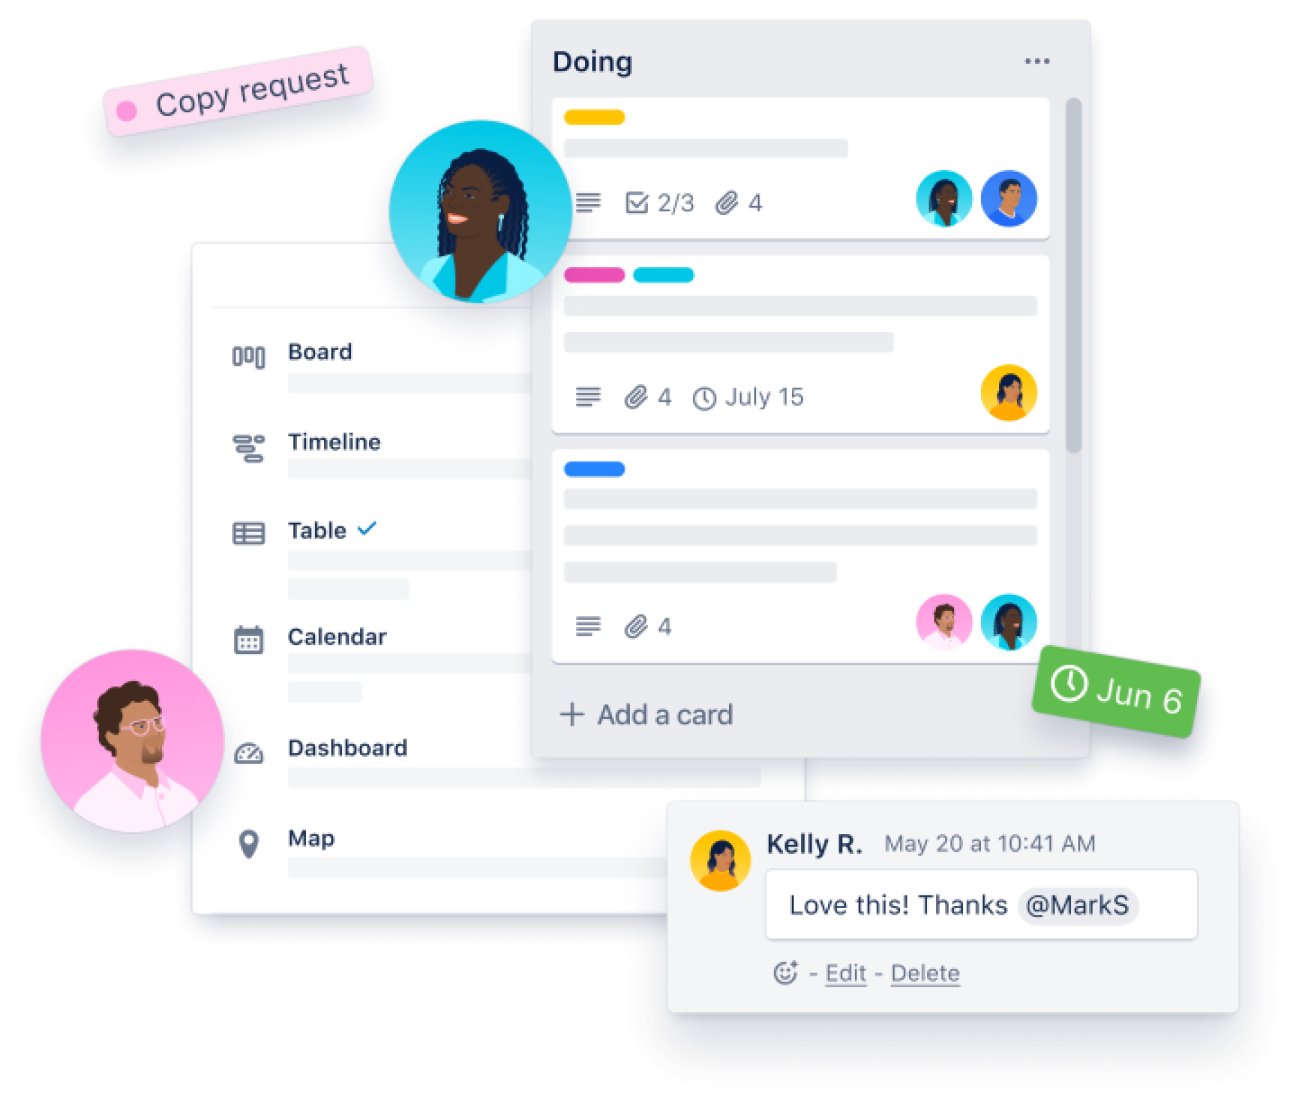 Copy request
Doing
2/3 4
4 July 15
4
+ Add a card
Jun 6
Board
Timeline
Table
Calendar
Dashboard
Map
Kelly R. May 20 at 10:41 AM
Love this! Thanks @MarkS
- Edit - Delete